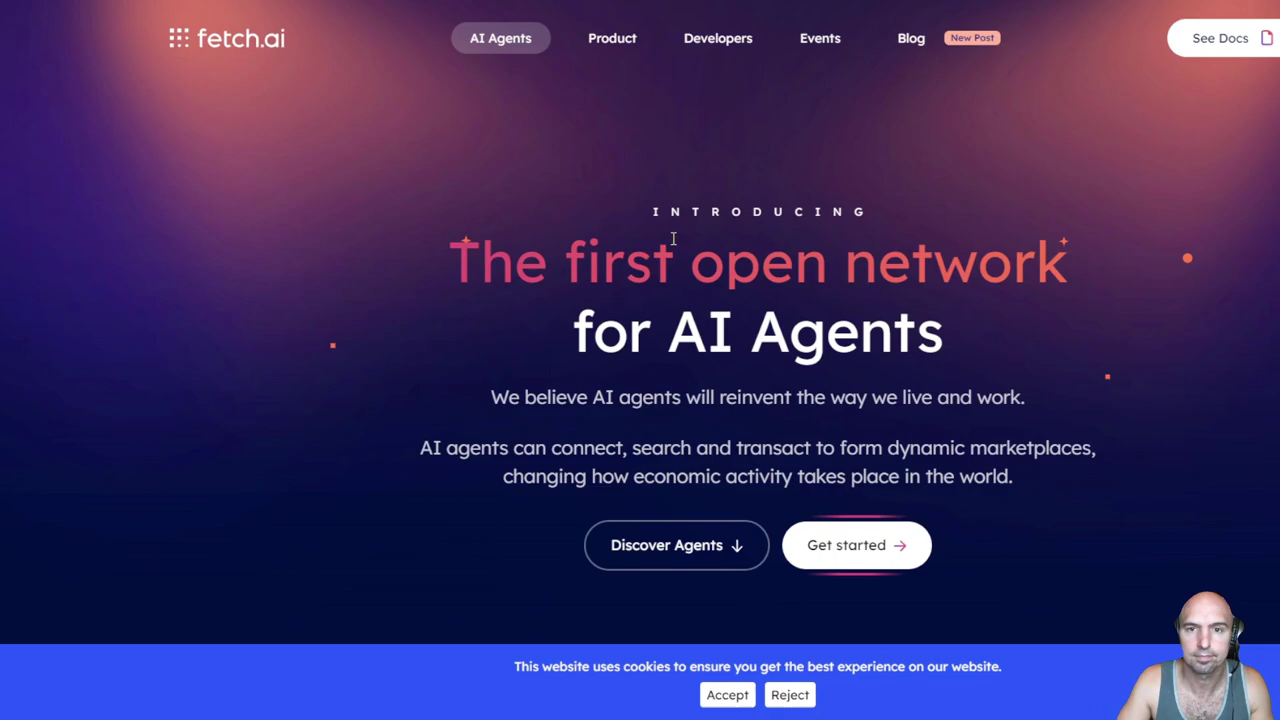 fetch.ai
AI Agents
Product
Developers
Events
Blog
New Post
See Docs
INTRODUCING
The first open network
for AI Agents
We believe AI agents will reinvent the way we live and work.
AI agents can connect, search and transact to form dynamic marketplaces,
changing how economic activity takes place in the world.
Discover Agents
Get started
This website uses cookies to ensure you get the best experience on our website.
Accept
Reject